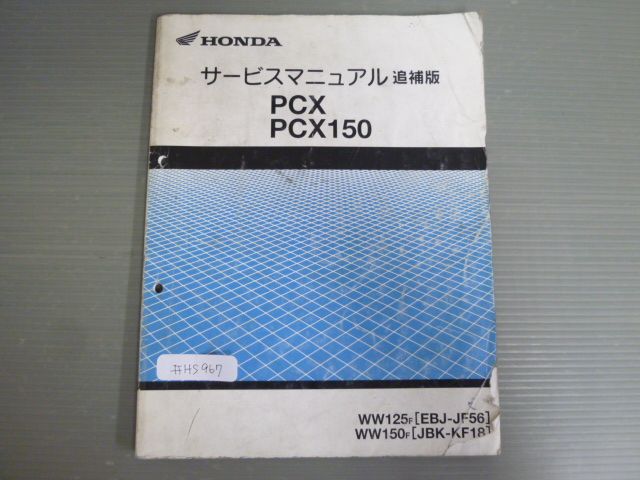 HONDA
サービスマニュアル 追補版
PCX
PCX150
#HS967
WW125F[EBJ-JF56]
WW150F[JBK-KF18]